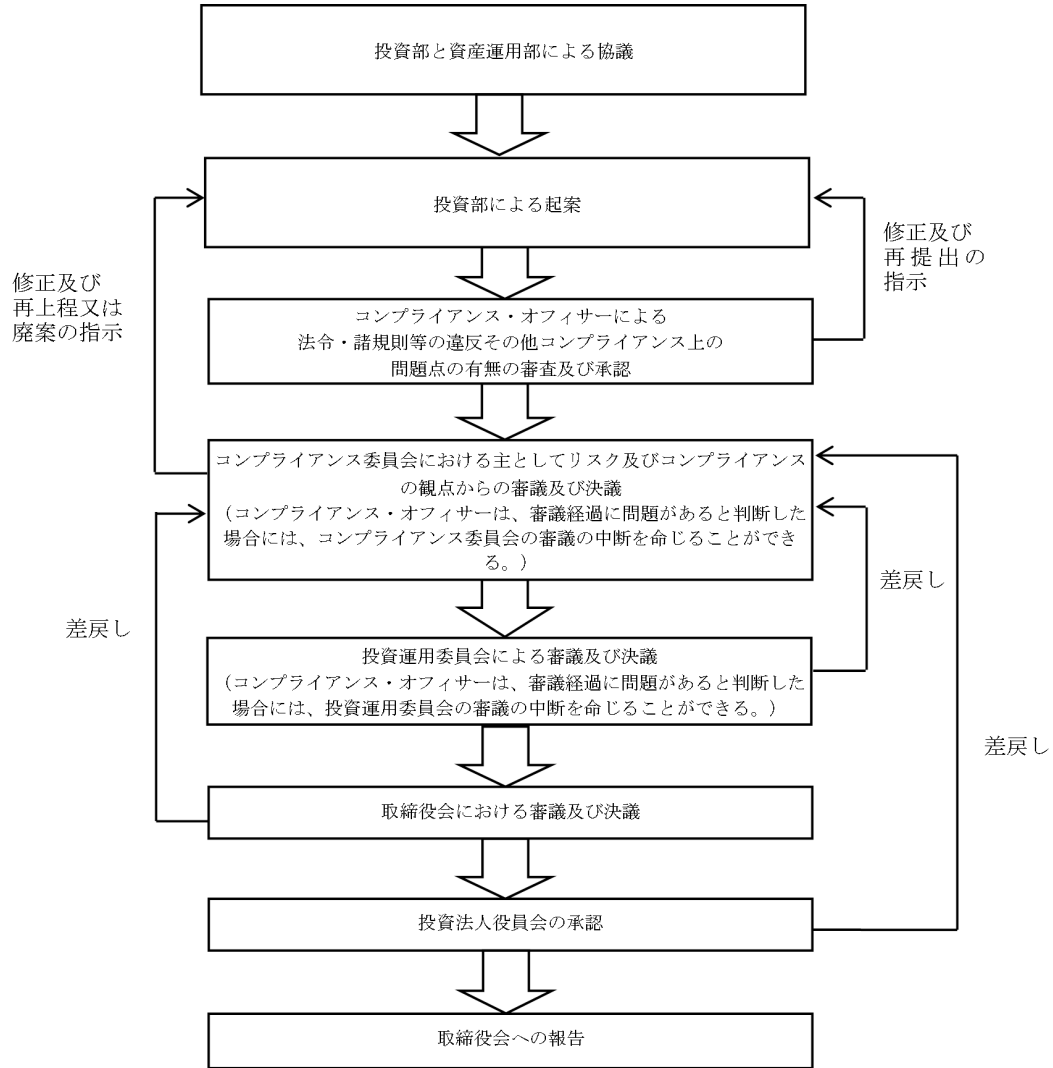 投資部と資産運用部による協議
投資部による起案
修正及び
再提出の
指示
修正及び
再上程又は
廃案の指示
コンプライアンス・オフィサーによる
法令・諸規則等の違反その他コンプライアンス上の
問題点の有無の審査及び承認
コンプライアンス委員会における主としてリスク及びコンプライアンス
の観点からの審議及び決議
（コンプライアンス・オフィサーは、審議経過に問題があると判断した
場合には、コンプライアンス委員会の審議の中断を命じることができ
る。）
差戻し
差戻し
投資運用委員会による審議及び決議
（コンプライアンス・オフィサーは、審議経過に問題があると判断した
場合には、投資運用委員会の審議の中断を命じることができる。）
差戻し
取締役会における審議及び決議
投資法人役員会の承認
取締役会への報告